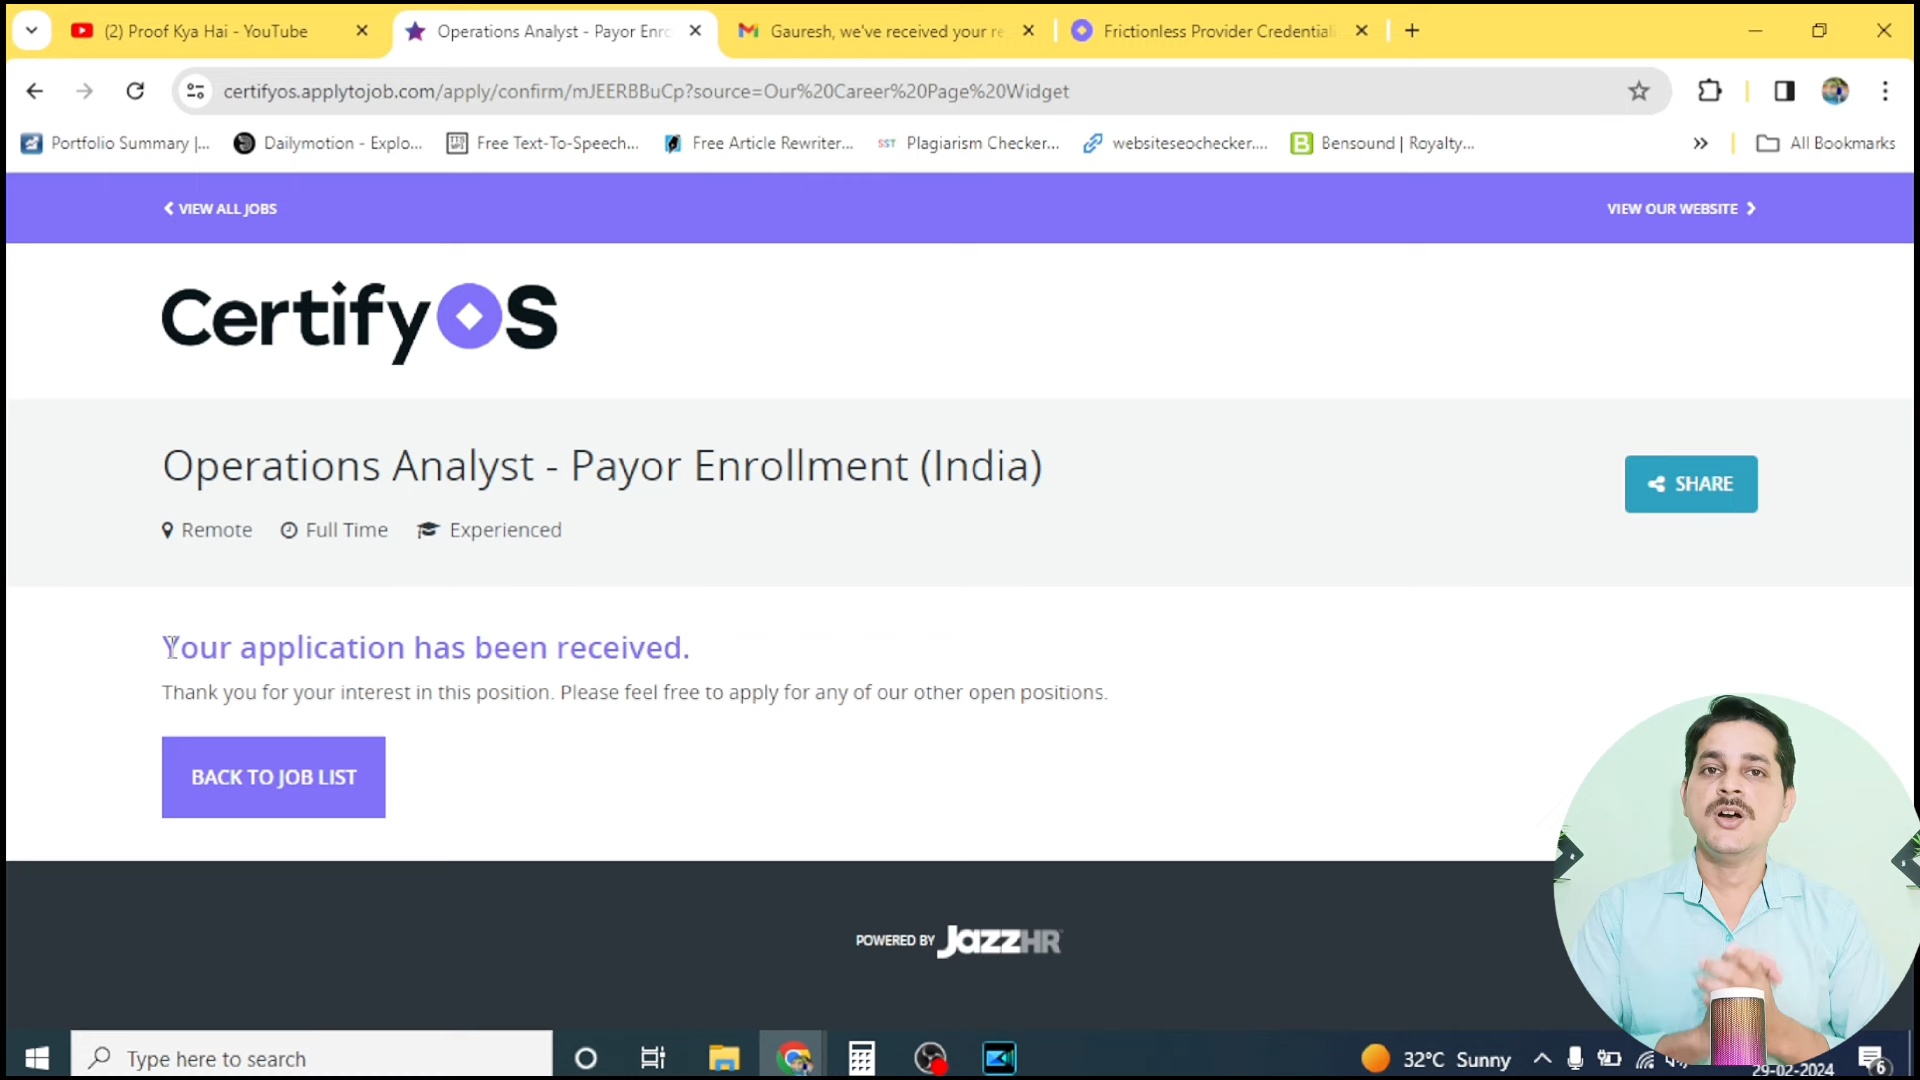 (2) Proof Kya Hai - YouTube
Operations Analyst - Payor Enro
Gauresh, we've received your re
Frictionless Provider Credential
certifyos.applytojob.com/apply/confirm/mJEERBBuCp?source=Our%20Career%20Page%20Widget
Portfolio Summary |...
Dailymotion - Explo...
Free Text-To-Speech...
Free Article Rewriter...
SST Plagiarism Checker...
websiteseochecker....
Bensound | Royalty...
All Bookmarks
VIEW ALL JOBS
VIEW OUR WEBSITE
CertifyOS
Operations Analyst - Payor Enrollment (India)
SHARE
Remote Full Time Experienced
Your application has been received.
Thank you for your interest in this position. Please feel free to apply for any of our other open positions.
BACK TO JOB LIST
POWERED BY JazzHR
Type here to search
32°C Sunny
29-02-2024
6